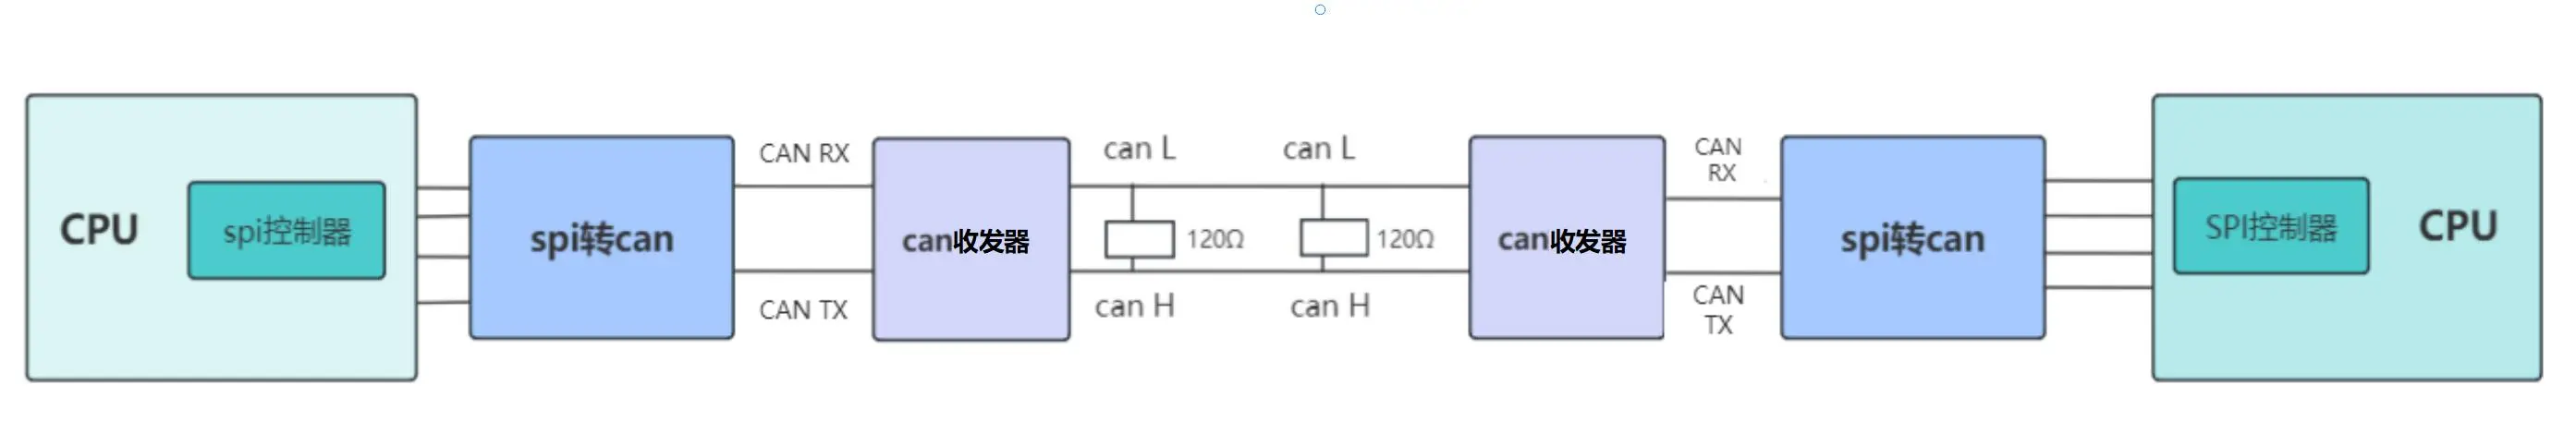 CPU
spi控制器
spi转can
CAN RX
CAN TX
can收发器
can L
can H
120Ω
can L
can H
120Ω
can收发器
CAN
RX
CAN
TX
spi转can
SPI控制器
CPU